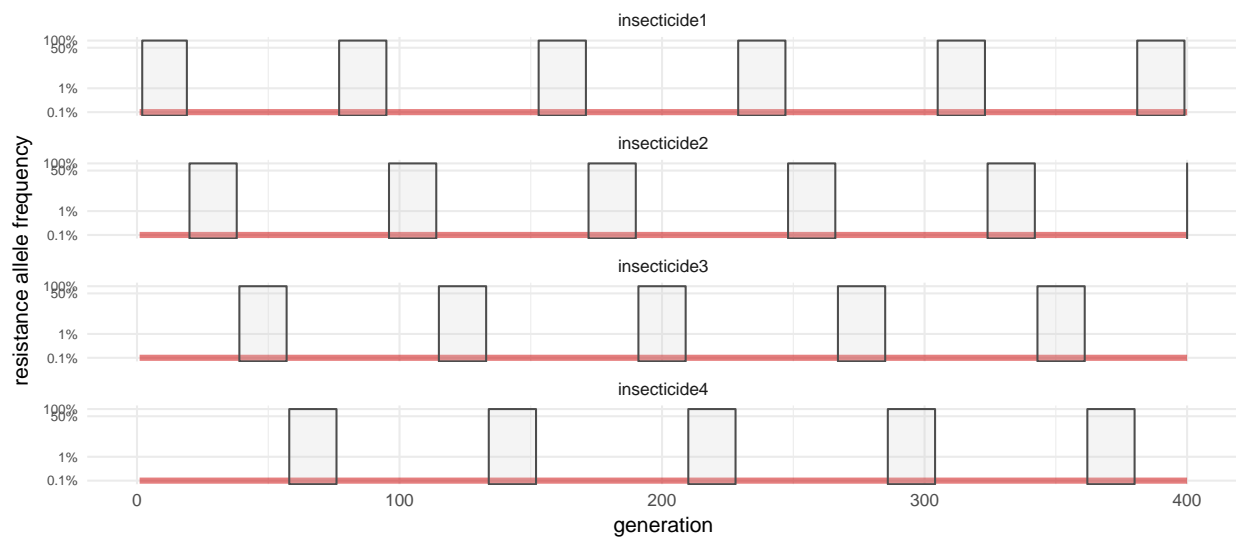 insecticide1
100%
50%
1%
0.1%
insecticide2
100%
50%
1%
0.1%
insecticide3
100%
50%
1%
0.1%
insecticide4
100%
50%
1%
0.1%
0 100 200 300 400
generation
resistance allele frequency